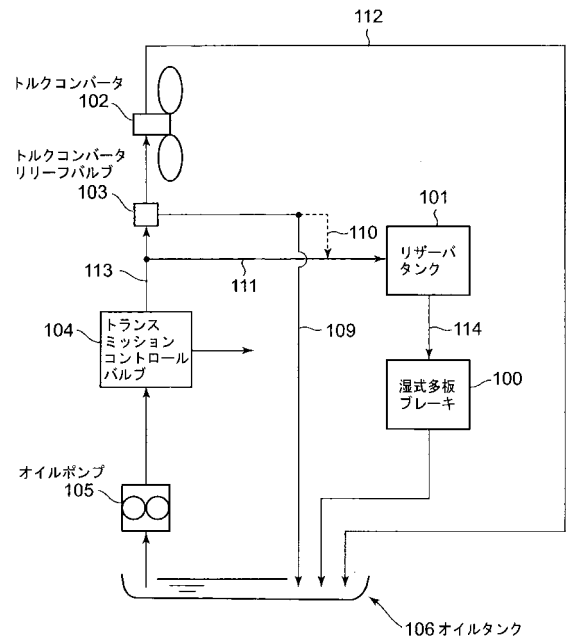 112
トルクコンバータ
102
トルクコンバータ
リリーフバルブ
103
101
リザーバ
タンク
110
113
111
104
トランス
ミッション
コントロール
バルブ
109
114
湿式多板
ブレーキ
100
オイルポンプ
105
106 オイルタンク